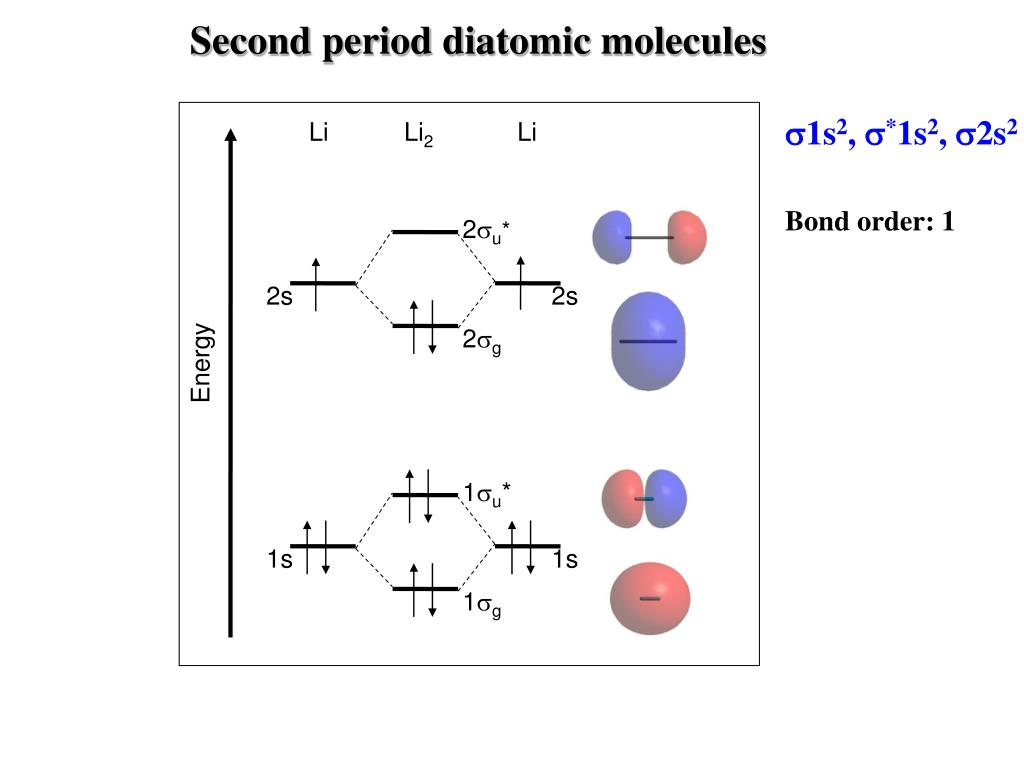 Second period diatomic molecules
Li Li₂ Li
σ1s², σ*1s², σ2s²
Bond order: 1
2σᵤ*
2s 2s
2σg
Energy
1σᵤ*
1s 1s
1σg